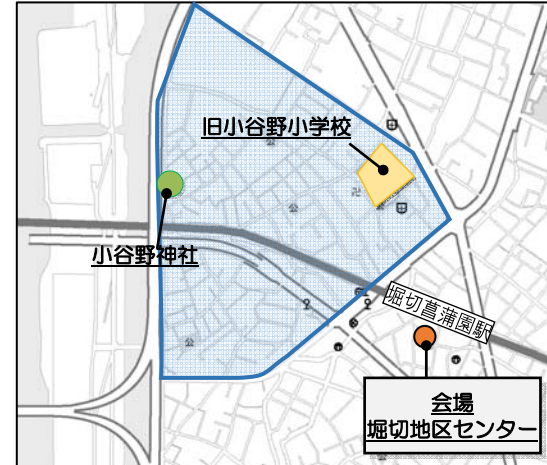 旧小谷野小学校
小谷野神社
堀切菖蒲園駅
会場
堀切地区センター